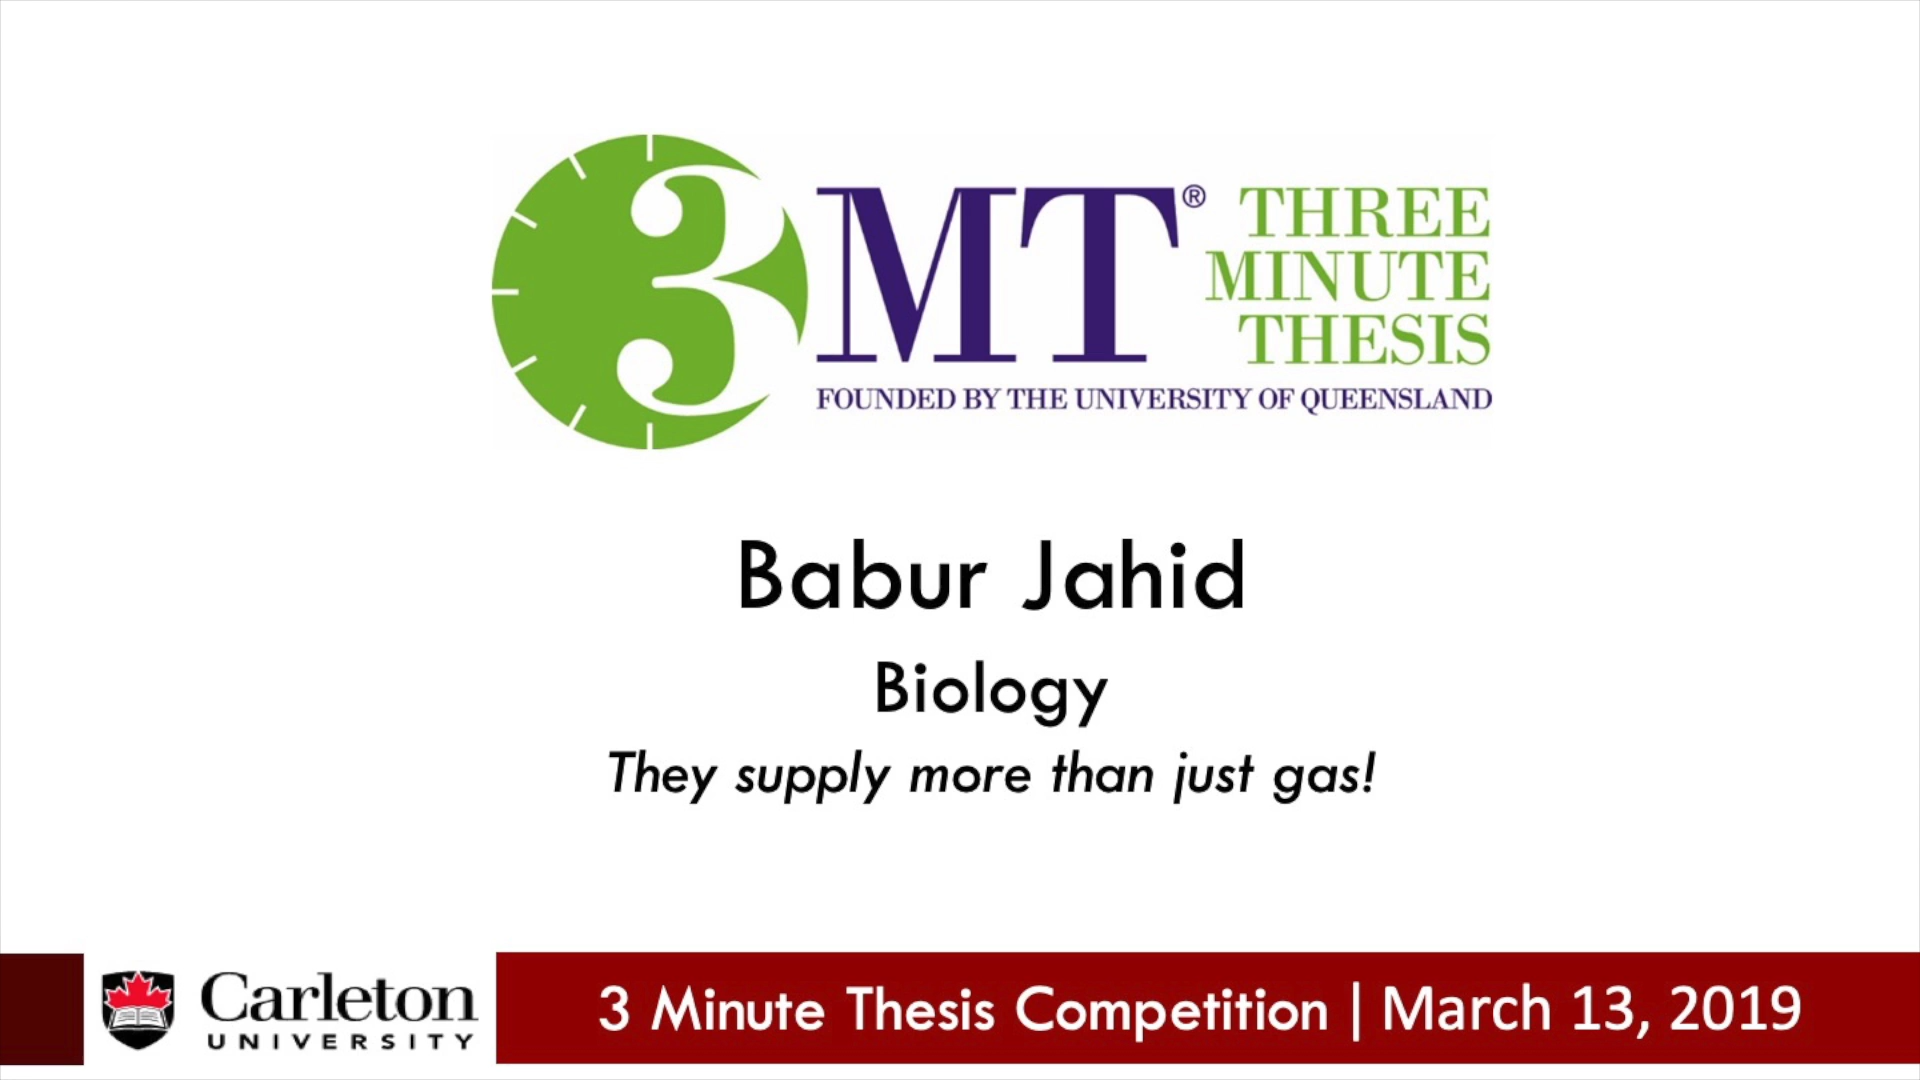 3MT® THREE
MINUTE
THESIS
FOUNDED BY THE UNIVERSITY OF QUEENSLAND
Babur Jahid
Biology
They supply more than just gas!
Carleton
UNIVERSITY
3 Minute Thesis Competition | March 13, 2019